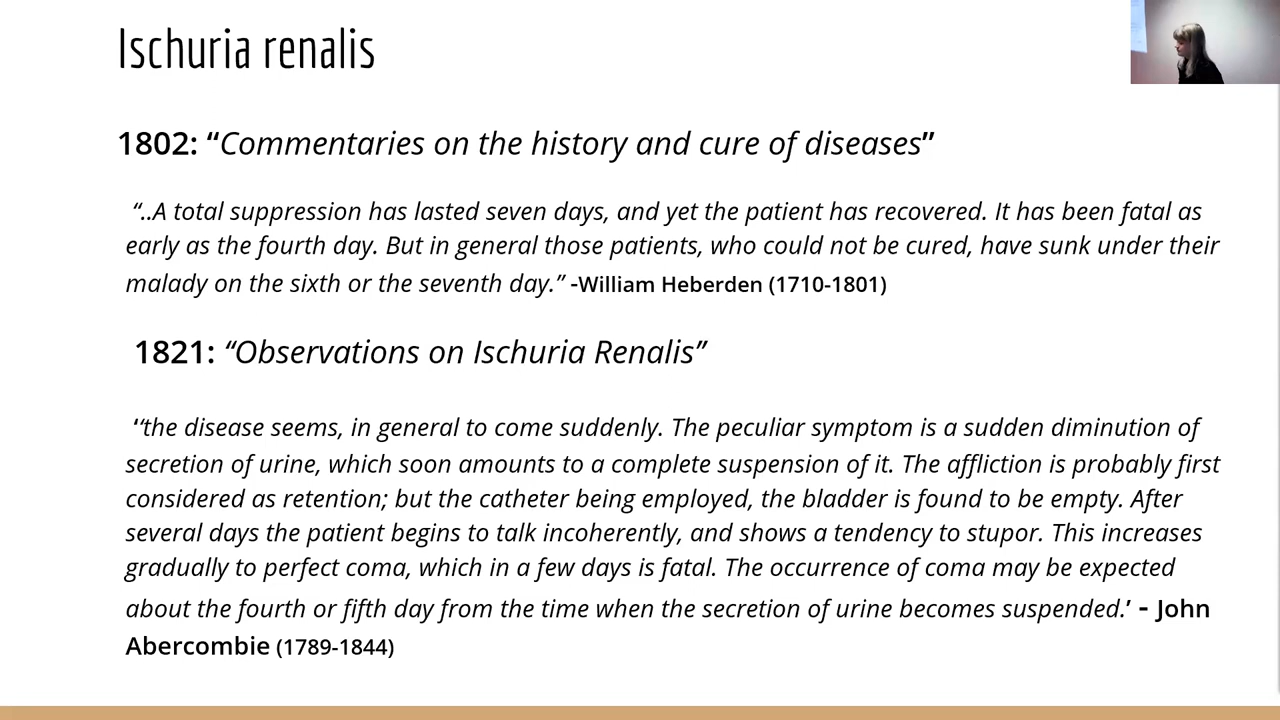 Ischuria renalis
1802: “Commentaries on the history and cure of diseases”
“..A total suppression has lasted seven days, and yet the patient has recovered. It has been fatal as
early as the fourth day. But in general those patients, who could not be cured, have sunk under their
malady on the sixth or the seventh day.” -William Heberden (1710-1801)
1821: “Observations on Ischuria Renalis”
‘‘the disease seems, in general to come suddenly. The peculiar symptom is a sudden diminution of
secretion of urine, which soon amounts to a complete suspension of it. The affliction is probably first
considered as retention; but the catheter being employed, the bladder is found to be empty. After
several days the patient begins to talk incoherently, and shows a tendency to stupor. This increases
gradually to perfect coma, which in a few days is fatal. The occurrence of coma may be expected
about the fourth or fifth day from the time when the secretion of urine becomes suspended.’ - John
Abercombie (1789-1844)